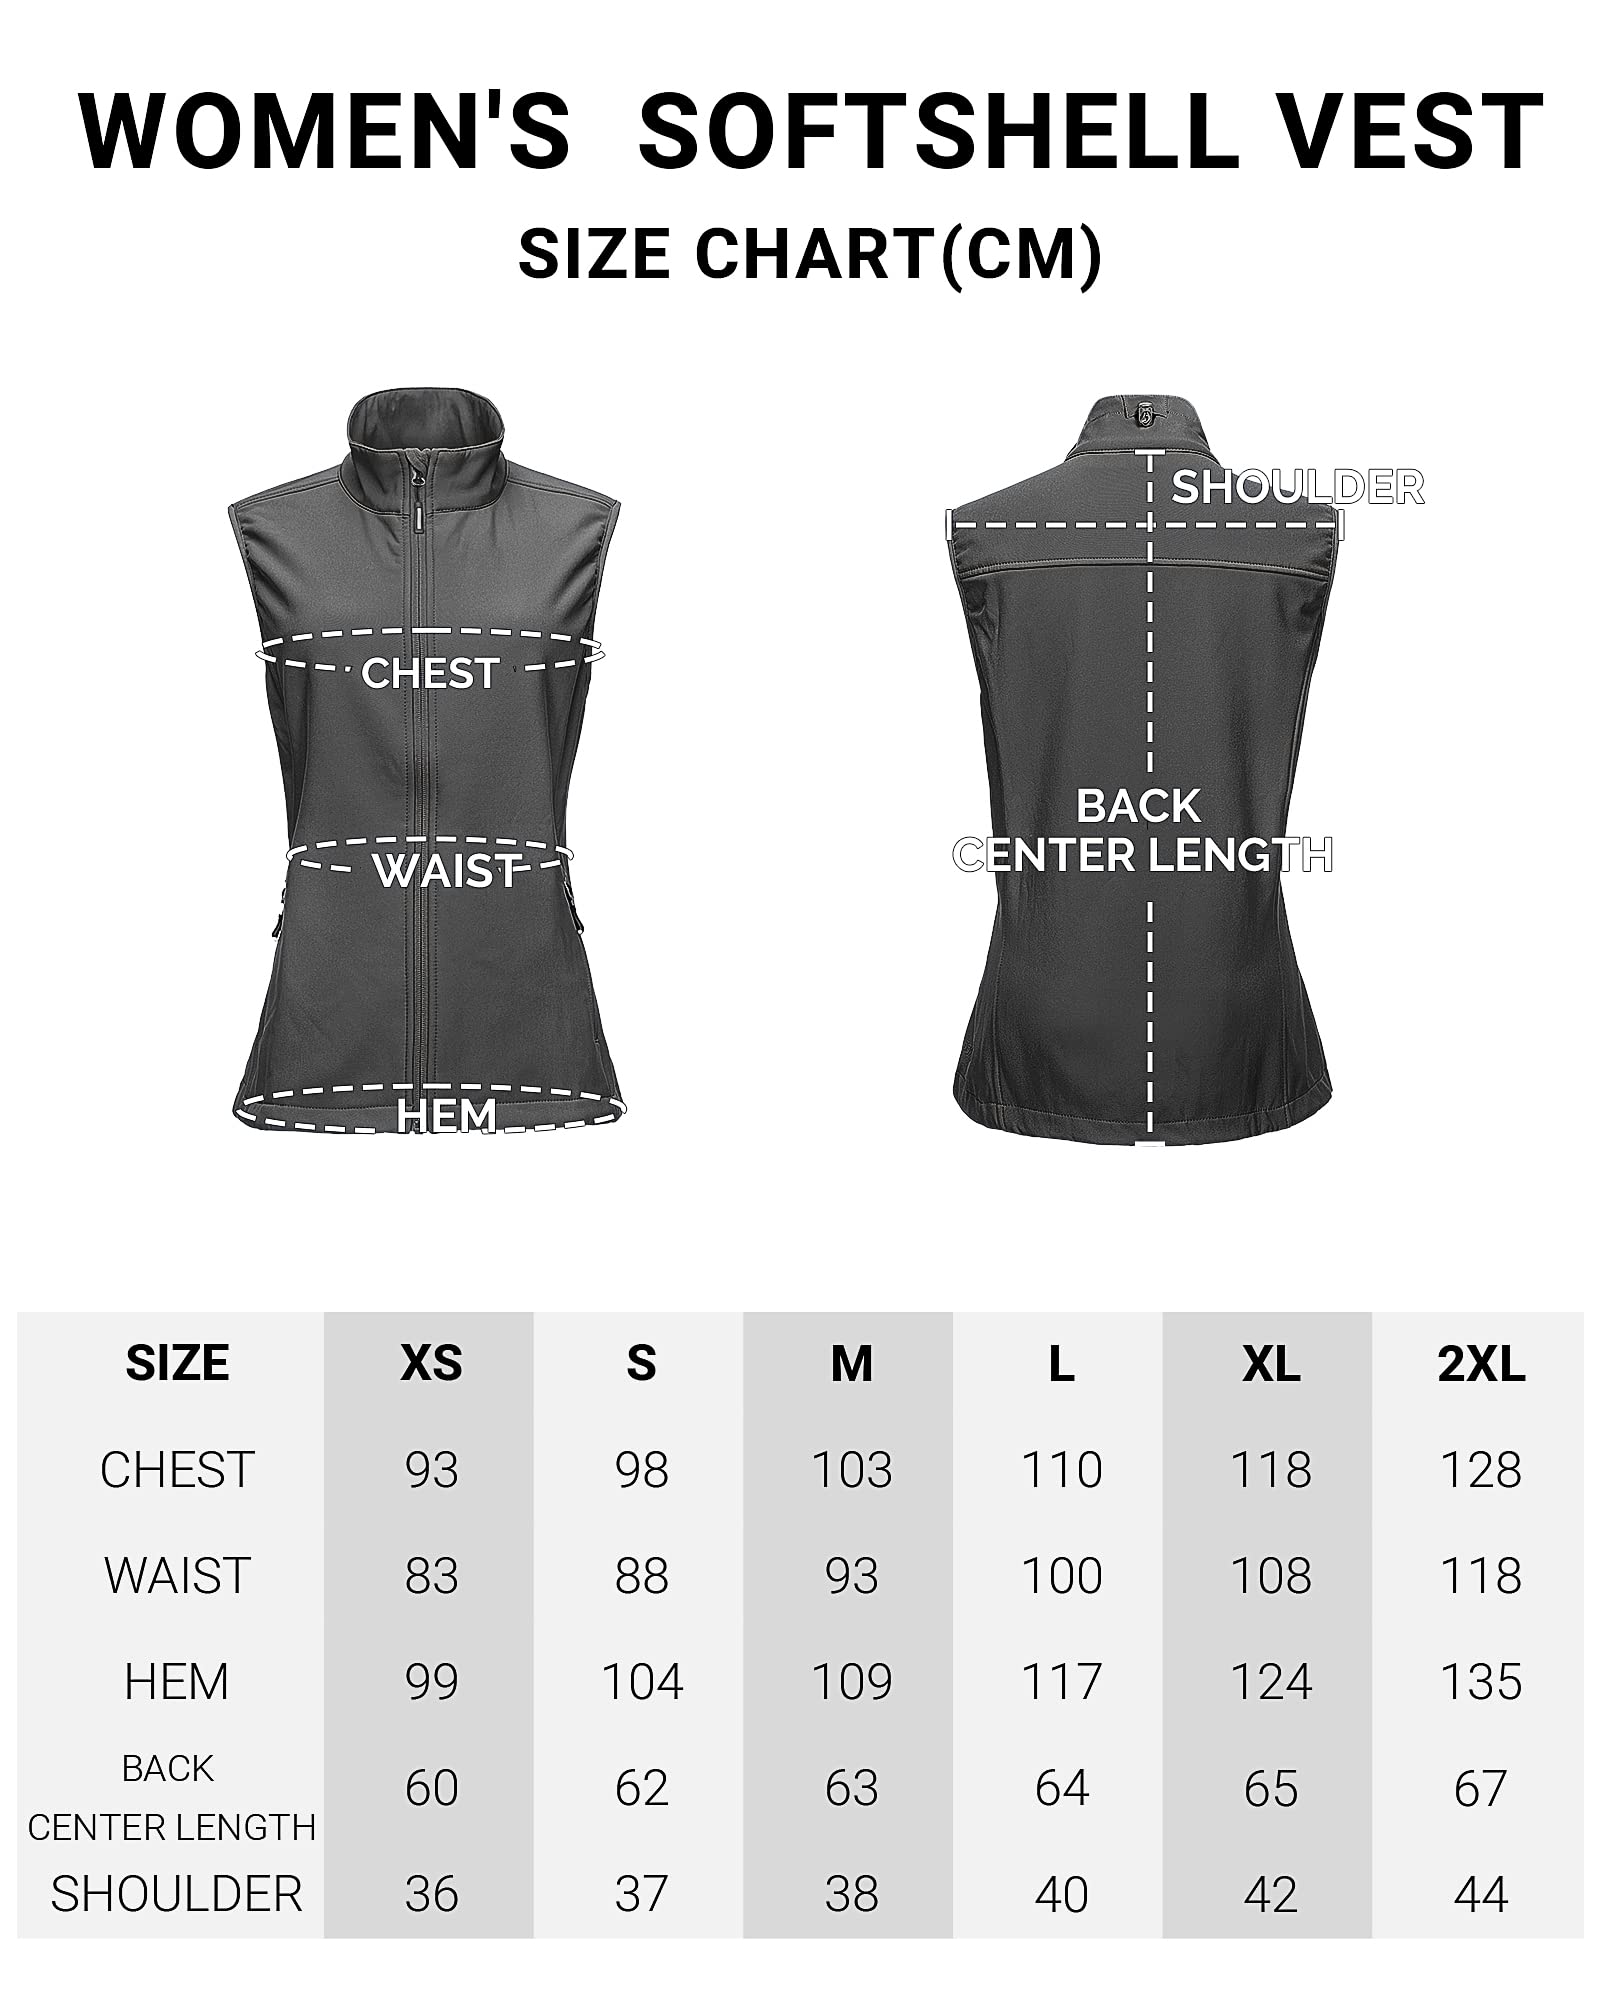 WOMEN'S SOFTSHELL VEST
SIZE CHART(CM)
SHOULDER
CHEST
BACK
CENTER LENGTH
WAIST
HEM
SIZE XS S M L XL 2XL
CHEST 93 98 103 110 118 128
WAIST 83 88 93 100 108 118
HEM 99 104 109 117 124 135
BACK
CENTER LENGTH 60 62 63 64 65 67
SHOULDER 36 37 38 40 42 44